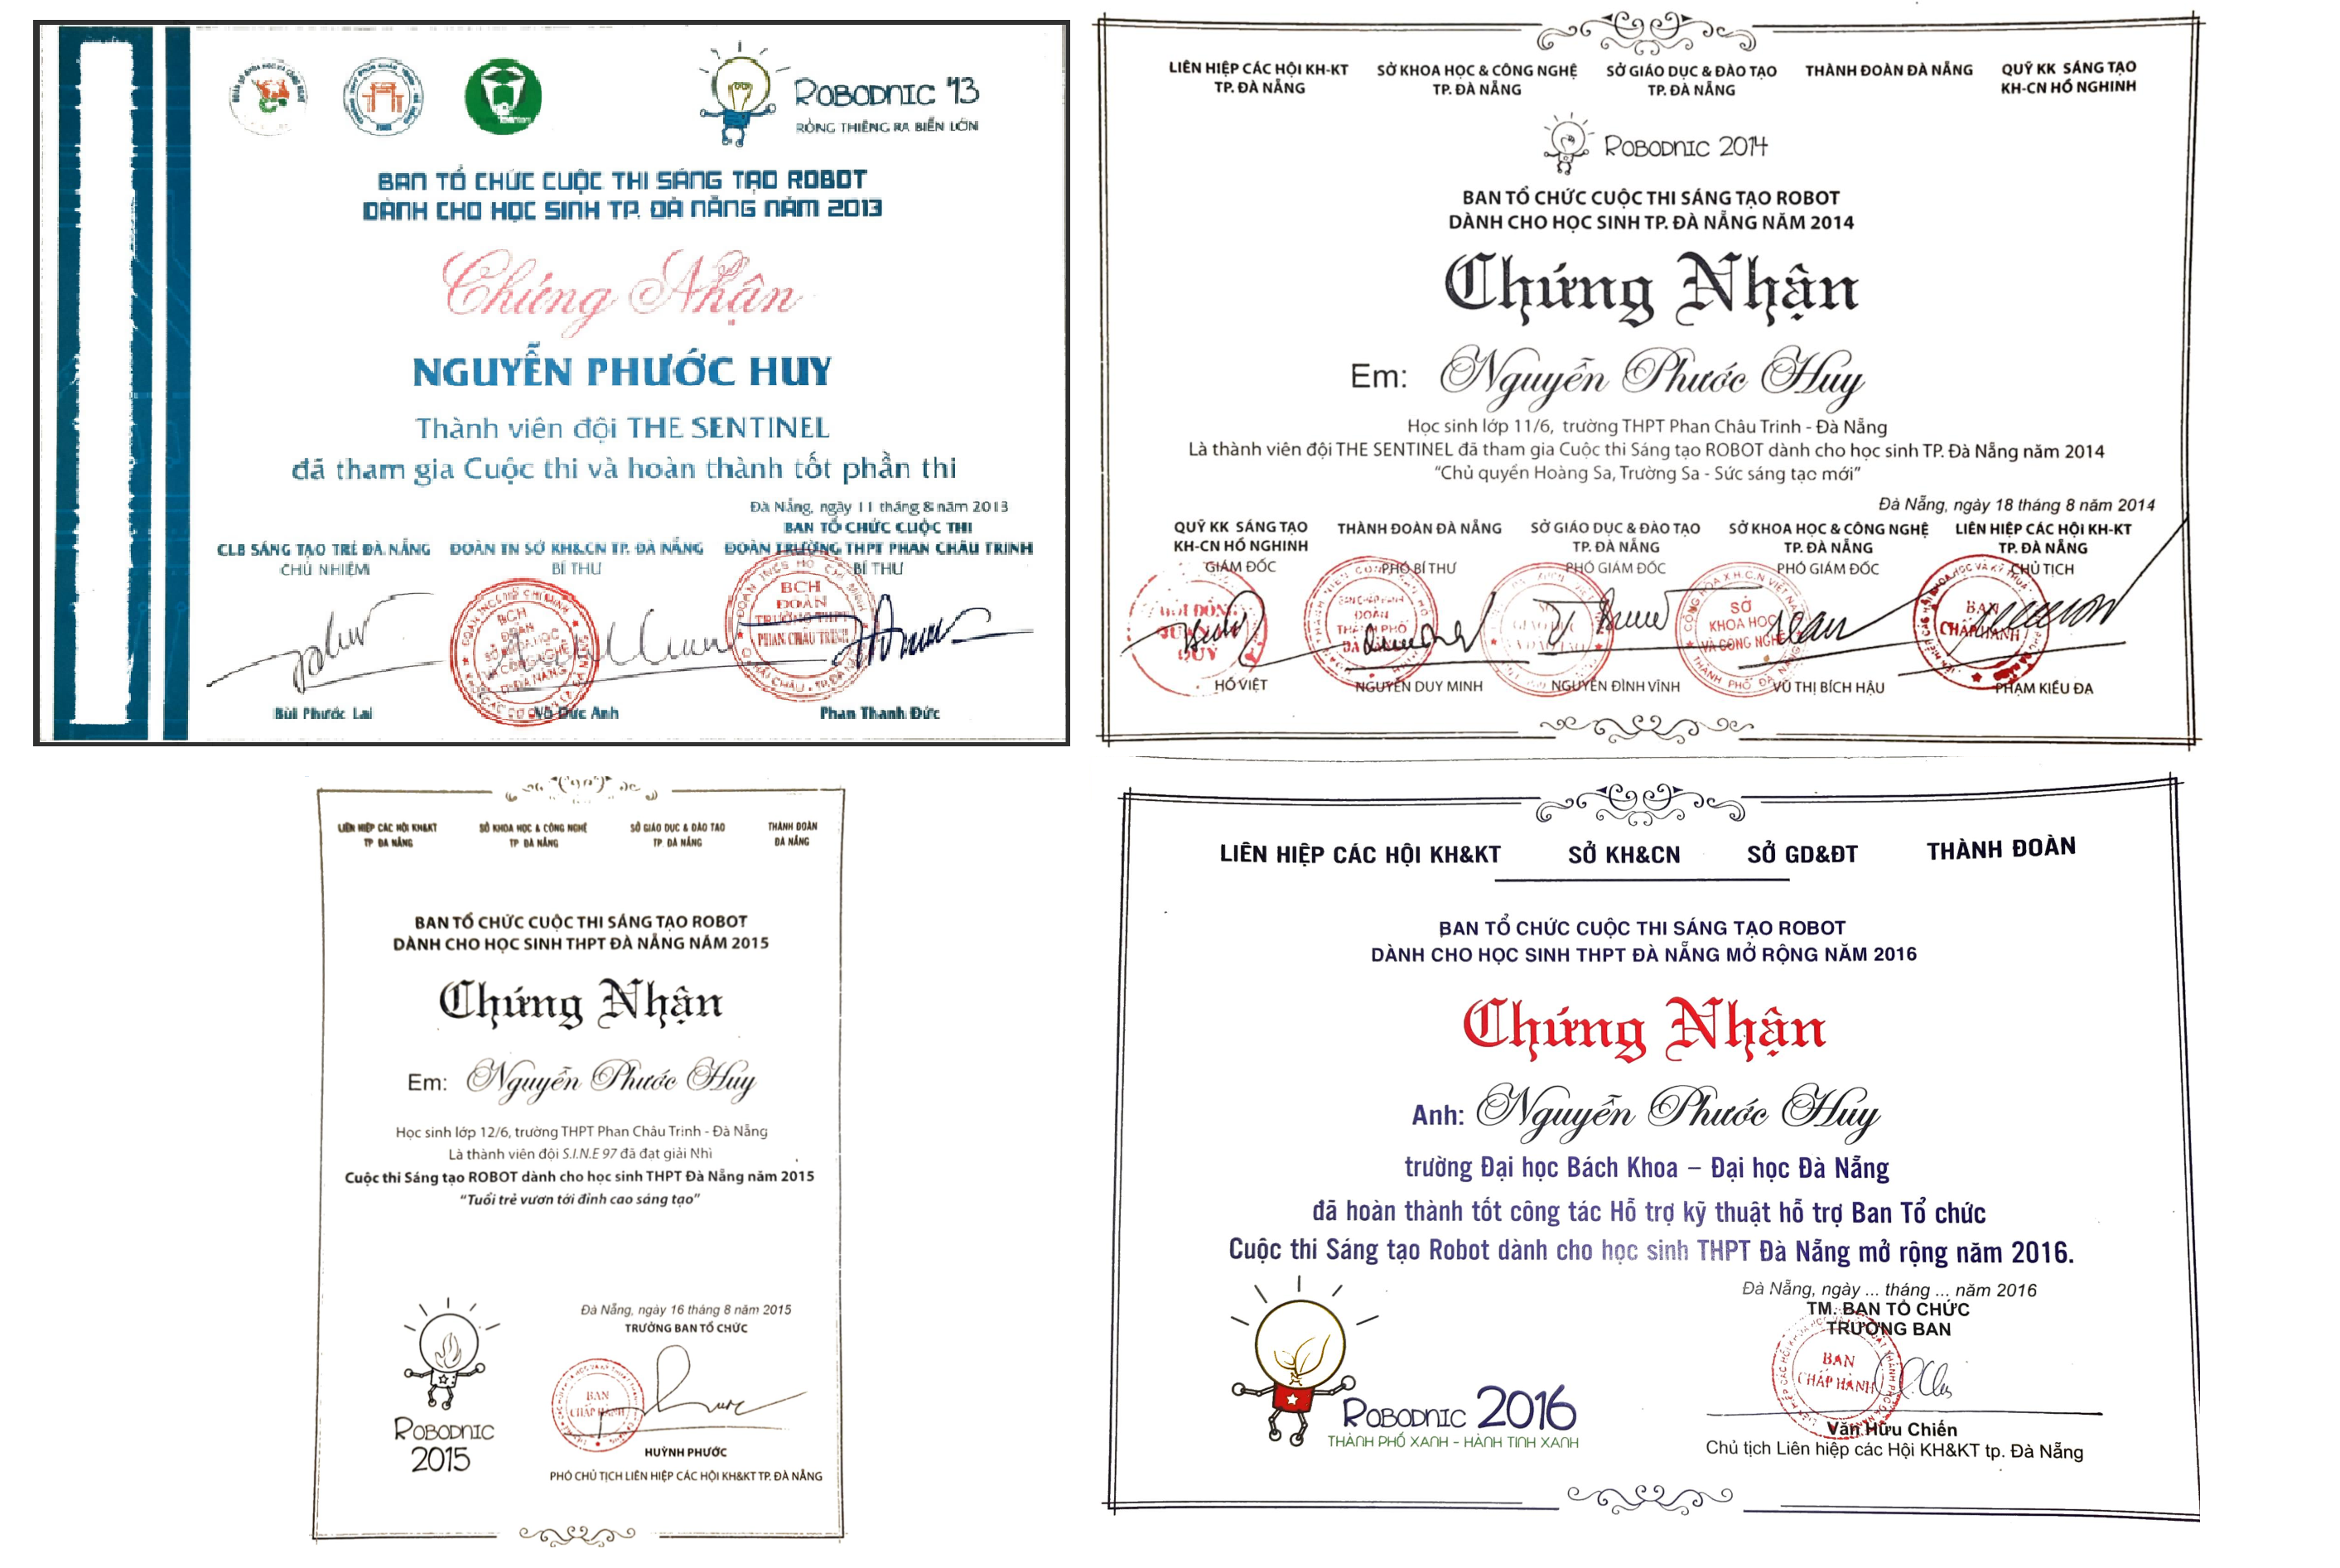 ROBODNIC '13
RỒNG THIÊNG RA BIỂN LỚN
BAN TỔ CHỨC CUỘC THI SÁNG TẠO ROBOT
DÀNH CHO HỌC SINH TP. ĐÀ NẴNG NĂM 2013
Chứng Nhận
NGUYỄN PHƯỚC HUY
Thành viên đội THE SENTINEL
đã tham gia Cuộc thi và hoàn thành tốt phần thi
Đà Nẵng, ngày 11 tháng 8 năm 2013
BAN TỔ CHỨC CUỘC THI
CLB SÁNG TẠO TRẺ ĐÀ NẴNG ĐOÀN TN SỞ KH&CN TP. ĐÀ NẴNG ĐOÀN TRƯỜNG THPT PHAN CHÂU TRINH
CHỦ NHIỆM BÍ THƯ BÍ THƯ
BCH
ĐOÀN
TRƯỜNG THPT
PHAN CHÂU TRINH
Bùi Phước Lai Võ Đức Anh Phan Thanh Đức
LIÊN HIỆP CÁC HỘI KH-KT SỞ KHOA HỌC & CÔNG NGHỆ SỞ GIÁO DỤC & ĐÀO TẠO THÀNH ĐOÀN ĐÀ NẴNG QUỸ KK SÁNG TẠO
TP. ĐÀ NẴNG TP. ĐÀ NẴNG TP. ĐÀ NẴNG KH-CN HỒ NGHINH
ROBODNIC 2014
BAN TỔ CHỨC CUỘC THI SÁNG TẠO ROBOT
DÀNH CHO HỌC SINH TP. ĐÀ NẴNG NĂM 2014
Chứng Nhận
Em: Nguyễn Phước Huy
Học sinh lớp 11/6, trường THPT Phan Châu Trinh - Đà Nẵng
Là thành viên đội THE SENTINEL đã tham gia Cuộc thi Sáng tạo ROBOT dành cho học sinh TP. Đà Nẵng năm 2014
“Chủ quyền Hoàng Sa, Trường Sa - Sức sáng tạo mới”
Đà Nẵng, ngày 18 tháng 8 năm 2014
QUỸ KK SÁNG TẠO THÀNH ĐOÀN ĐÀ NẴNG SỞ GIÁO DỤC & ĐÀO TẠO SỞ KHOA HỌC & CÔNG NGHỆ LIÊN HIỆP CÁC HỘI KH-KT
KH-CN HỒ NGHINH TP. ĐÀ NẴNG TP. ĐÀ NẴNG TP. ĐÀ NẴNG
GIÁM ĐỐC PHÓ BÍ THƯ PHÓ GIÁM ĐỐC PHÓ GIÁM ĐỐC CHỦ TỊCH
SỞ
KHOA HỌC
VÀ CÔNG NGHỆ
BAN
CHẤP HÀNH
HỒ VIỆT NGUYỄN DUY MINH NGUYỄN ĐÌNH VĨNH VŨ THỊ BÍCH HẬU PHẠM KIỀU ĐA
LIÊN HIỆP CÁC HỘI KH&KT SỞ KHOA HỌC & CÔNG NGHỆ SỞ GIÁO DỤC & ĐÀO TẠO THÀNH ĐOÀN
TP ĐÀ NẴNG TP ĐÀ NẴNG TP ĐÀ NẴNG ĐÀ NẴNG
BAN TỔ CHỨC CUỘC THI SÁNG TẠO ROBOT
DÀNH CHO HỌC SINH THPT ĐÀ NẴNG NĂM 2015
Chứng Nhận
Em: Nguyễn Phước Huy
Học sinh lớp 12/6, trường THPT Phan Châu Trinh - Đà Nẵng
Là thành viên đội S.I.N.E 97 đã đạt giải Nhì
Cuộc thi Sáng tạo ROBOT dành cho học sinh THPT Đà Nẵng năm 2015
“Tuổi trẻ vươn tới đỉnh cao sáng tạo”
Đà Nẵng, ngày 16 tháng 8 năm 2015
TRƯỞNG BAN TỔ CHỨC
BAN
CHẤP HÀNH
ROBODNIC
2015
HUỲNH PHƯỚC
PHÓ CHỦ TỊCH LIÊN HIỆP CÁC HỘI KH&KT TP. ĐÀ NẴNG
LIÊN HIỆP CÁC HỘI KH&KT SỞ KH&CN SỞ GD&ĐT THÀNH ĐOÀN
BAN TỔ CHỨC CUỘC THI SÁNG TẠO ROBOT
DÀNH CHO HỌC SINH THPT ĐÀ NẴNG MỞ RỘNG NĂM 2016
Chứng Nhận
Anh: Nguyễn Phước Huy
trường Đại học Bách Khoa – Đại học Đà Nẵng
đã hoàn thành tốt công tác Hỗ trợ kỹ thuật hỗ trợ Ban Tổ chức
Cuộc thi Sáng tạo Robot dành cho học sinh THPT Đà Nẵng mở rộng năm 2016.
Đà Nẵng, ngày ... tháng ... năm 2016
TM. BAN TỔ CHỨC
TRƯỞNG BAN
BAN
CHẤP HÀNH
ROBODNIC 2016
THÀNH PHỐ XANH - HÀNH TINH XANH
Văn Hữu Chiến
Chủ tịch Liên hiệp các Hội KH&KT tp. Đà Nẵng